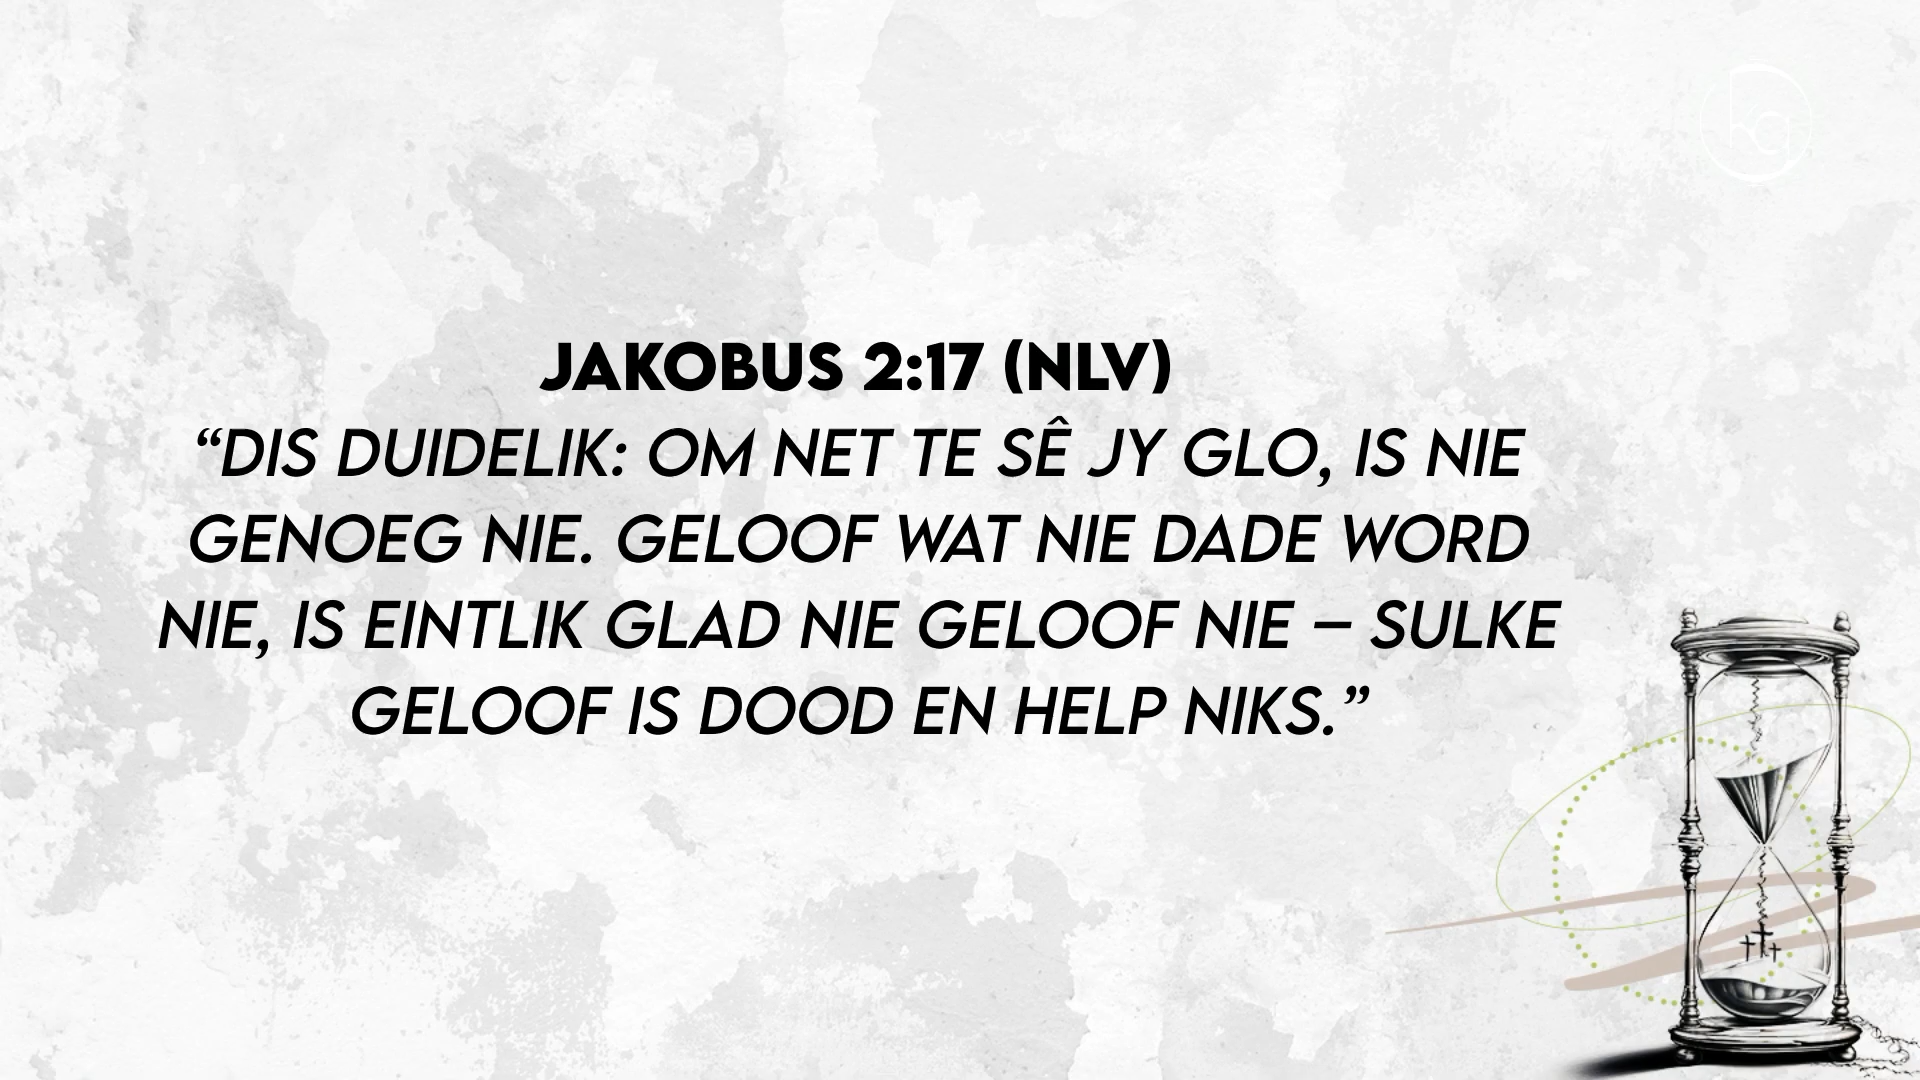 JAKOBUS 2:17 (NLV)
“DIS DUIDELIK: OM NET TE SÊ JY GLO, IS NIE
GENOEG NIE. GELOOF WAT NIE DADE WORD
NIE, IS EINTLIK GLAD NIE GELOOF NIE – SULKE
GELOOF IS DOOD EN HELP NIKS.”